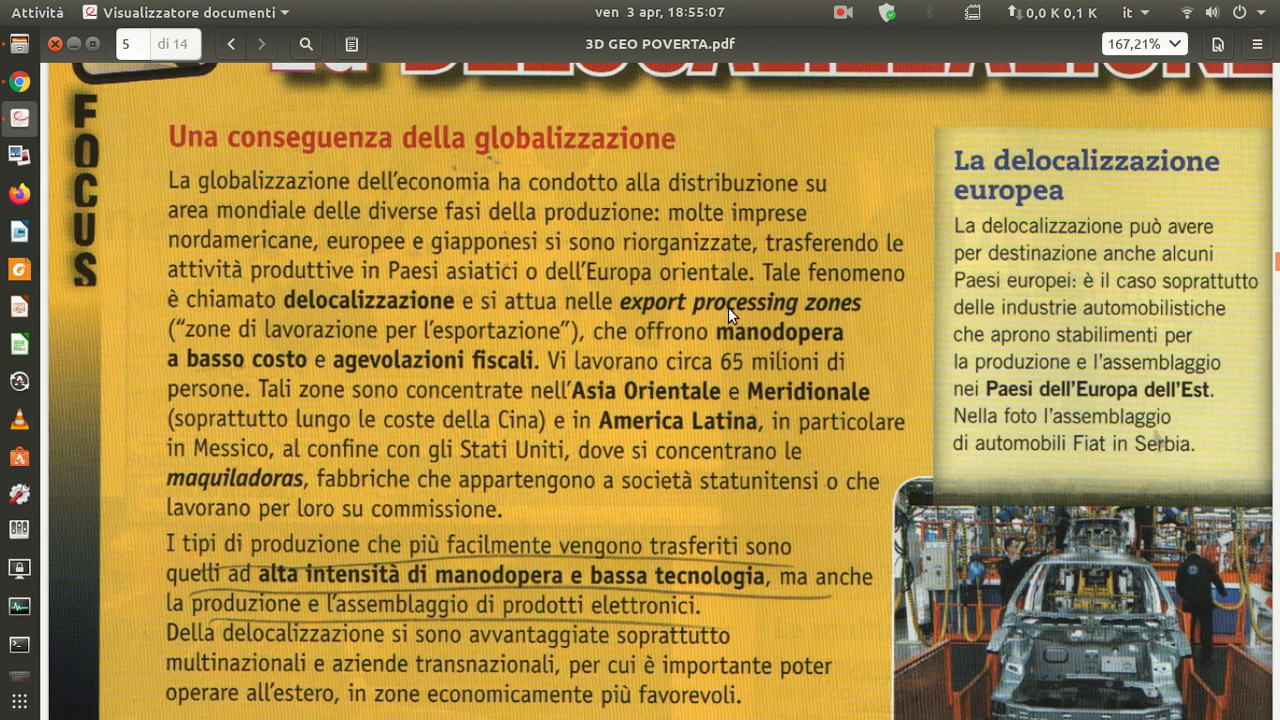 Attività
Visualizzatore documenti
ven 3 apr, 18:55:07
0,0 K 0,1 K
it
5
di 14
3D GEO POVERTA.pdf
167,21%
La DELOCALIZZAZIONE
FOCUS
Una conseguenza della globalizzazione
La globalizzazione dell'economia ha condotto alla distribuzione su
area mondiale delle diverse fasi della produzione: molte imprese
nordamericane, europee e giapponesi si sono riorganizzate, trasferendo le
attività produttive in Paesi asiatici o dell'Europa orientale. Tale fenomeno
è chiamato delocalizzazione e si attua nelle export processing zones
("zone di lavorazione per l'esportazione"), che offrono manodopera
a basso costo e agevolazioni fiscali. Vi lavorano circa 65 milioni di
persone. Tali zone sono concentrate nell'Asia Orientale e Meridionale
(soprattutto lungo le coste della Cina) e in America Latina, in particolare
in Messico, al confine con gli Stati Uniti, dove si concentrano le
maquiladoras, fabbriche che appartengono a società statunitensi o che
lavorano per loro su commissione.
I tipi di produzione che più facilmente vengono trasferiti sono
quelli ad alta intensità di manodopera e bassa tecnologia, ma anche
la produzione e l'assemblaggio di prodotti elettronici.
Della delocalizzazione si sono avvantaggiate soprattutto
multinazionali e aziende transnazionali, per cui è importante poter
operare all'estero, in zone economicamente più favorevoli.
La delocalizzazione
europea
La delocalizzazione può avere
per destinazione anche alcuni
Paesi europei: è il caso soprattutto
delle industrie automobilistiche
che aprono stabilimenti per
la produzione e l'assemblaggio
nei Paesi dell'Europa dell'Est.
Nella foto l'assemblaggio
di automobili Fiat in Serbia.